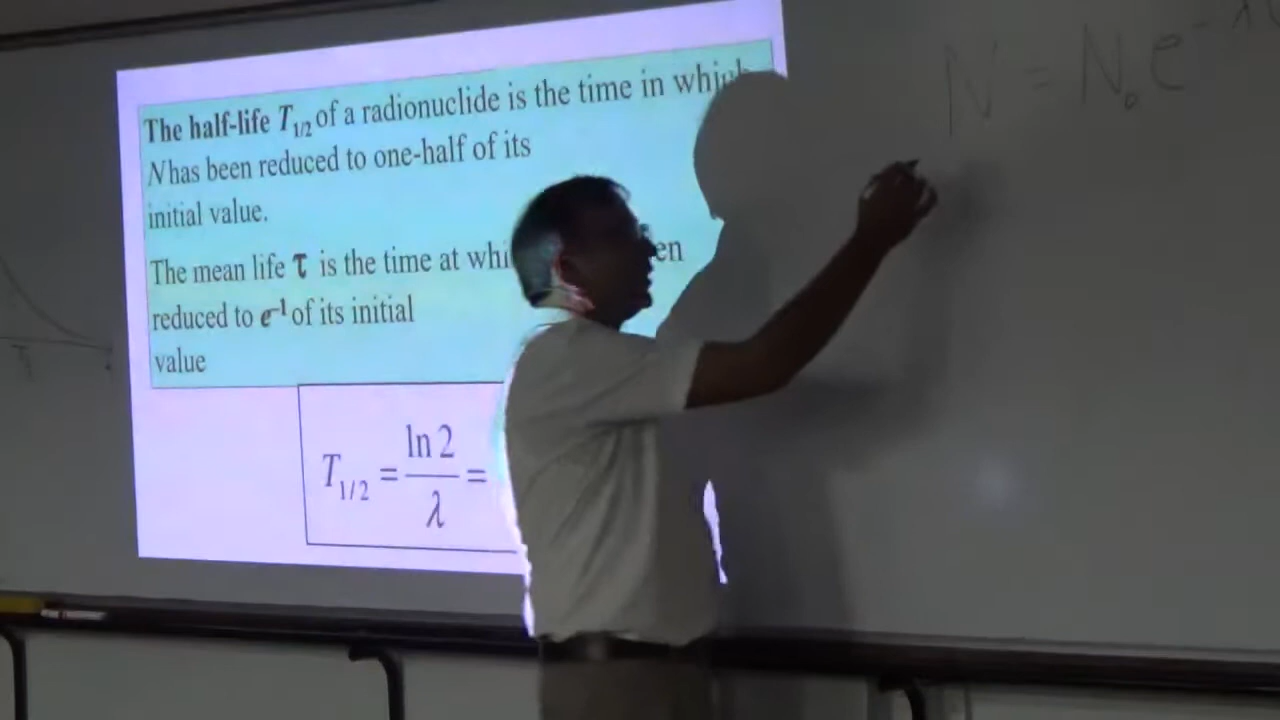 The half-life T1/2 of a radionuclide is the time in which
N has been reduced to one-half of its
initial value.
The mean life τ is the time at
reduced to e⁻¹ of its initial
value
T1/2 = ln 2 / λ =
N = N₀ e^-λ